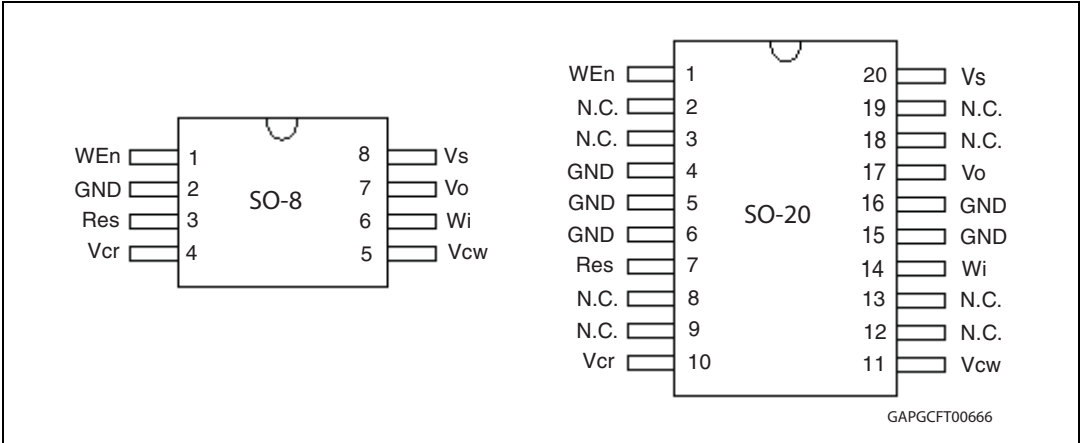 WEn 1 8 Vs
GND 2 7 Vo
Res 3 6 Wi
Vcr 4 5 Vcw
SO-8
WEn 1 20 Vs
N.C. 2 19 N.C.
N.C. 3 18 N.C.
GND 4 17 Vo
GND 5 16 GND
GND 6 15 GND
Res 7 14 Wi
N.C. 8 13 N.C.
N.C. 9 12 N.C.
Vcr 10 11 Vcw
SO-20
GAPGCFT00666